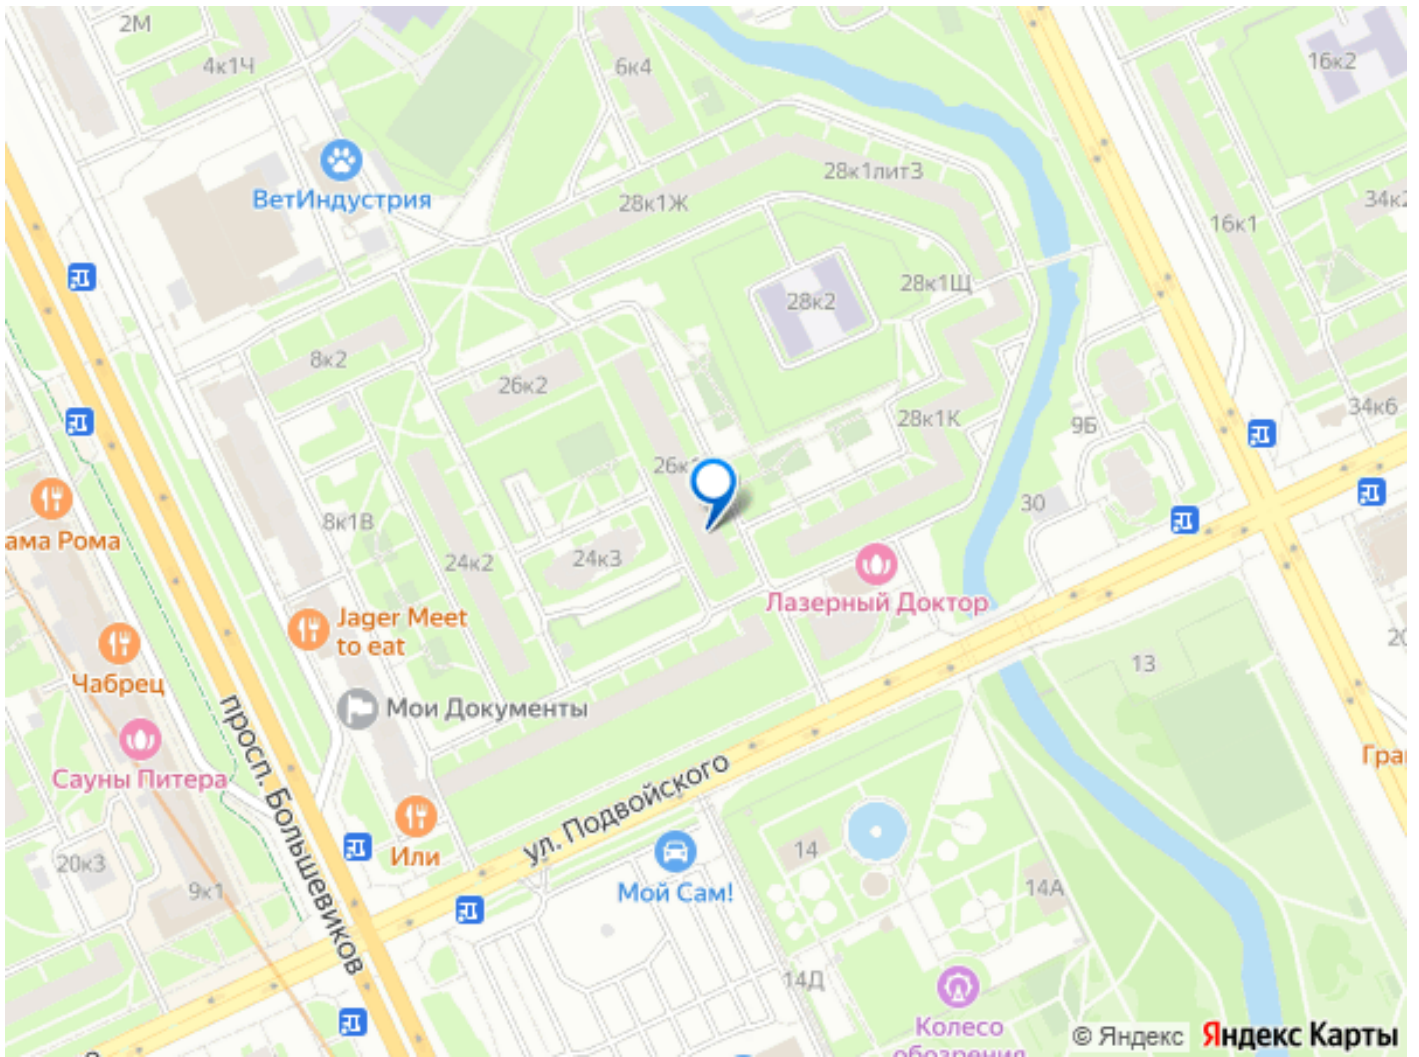 2М
4к1Ч
6к4
16к2
ВетИндустрия
28к1Ж
28к1литЗ
34к2
16к1
28к1Щ
28к2
8к2
26к2
34к6
28к1К
9Б
ама Рома
8к1В
24к2
24к3
30
Лазерный Доктор
Jager Meet
to eat
Чабрец
13
Мои Документы
Сауны Питера
просп. Большевиков
ул. Подвойского
Или
20к3
9к1
Мой Сам!
14
14А
14Д
Колесо
обозрения
© Яндекс
Яндекс Карты